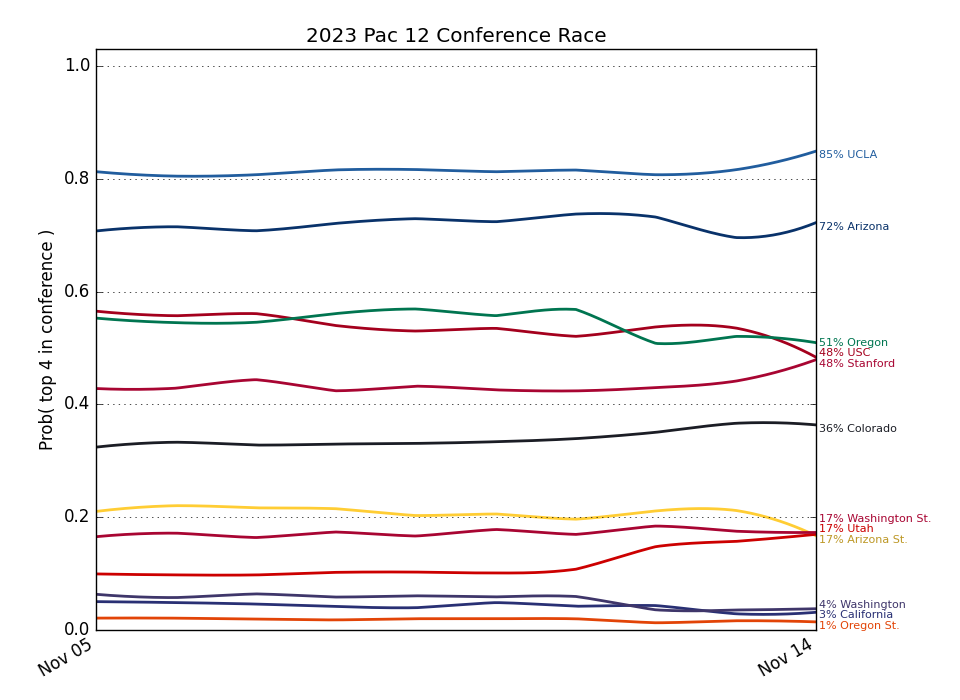 2023 Pac 12 Conference Race
1.0
0.8
0.6
0.4
0.2
0.0
Prob( top 4 in conference )
Nov 05
Nov 14
85% UCLA
72% Arizona
51% Oregon
48% USC
48% Stanford
36% Colorado
17% Washington St.
17% Utah
17% Arizona St.
4% Washington
3% California
1% Oregon St.